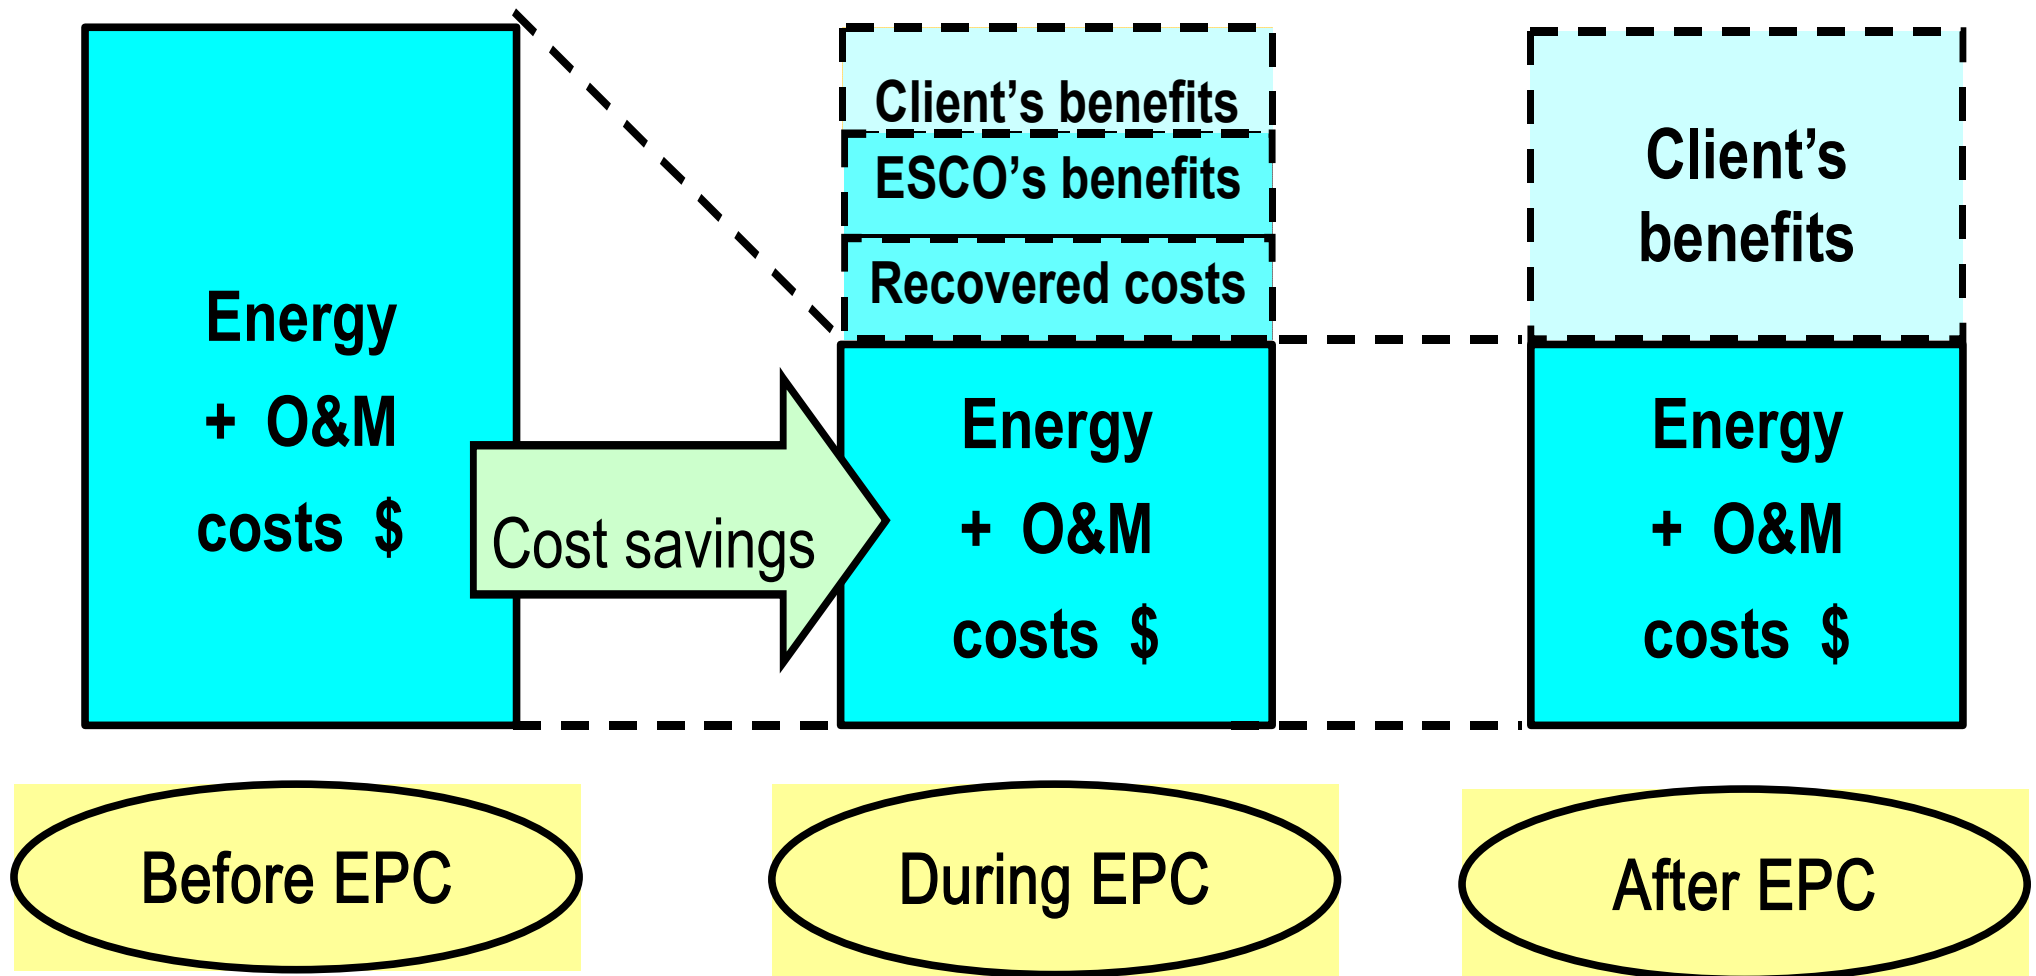 Energy
+ O&M
costs $
Cost savings
Client’s benefits
ESCO’s benefits
Recovered costs
Energy
+ O&M
costs $
Client’s
benefits
Energy
+ O&M
costs $
Before EPC
During EPC
After EPC